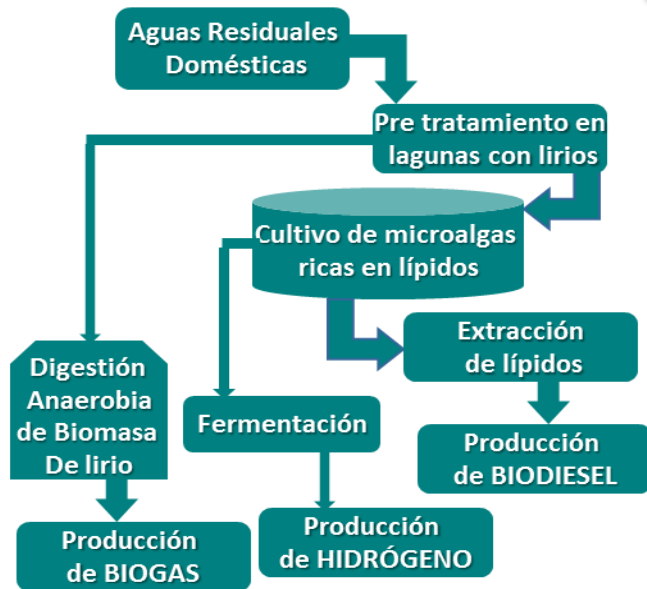 Aguas Residuales
Domésticas
Pre tratamiento en
lagunas con lirios
Cultivo de microalgas
ricas en lípidos
Extracción
de lípidos
Digestión
Anaerobia
de Biomasa
De lirio
Fermentación
Producción
de BIODIESEL
Producción
de BIOGAS
Producción
de HIDRÓGENO